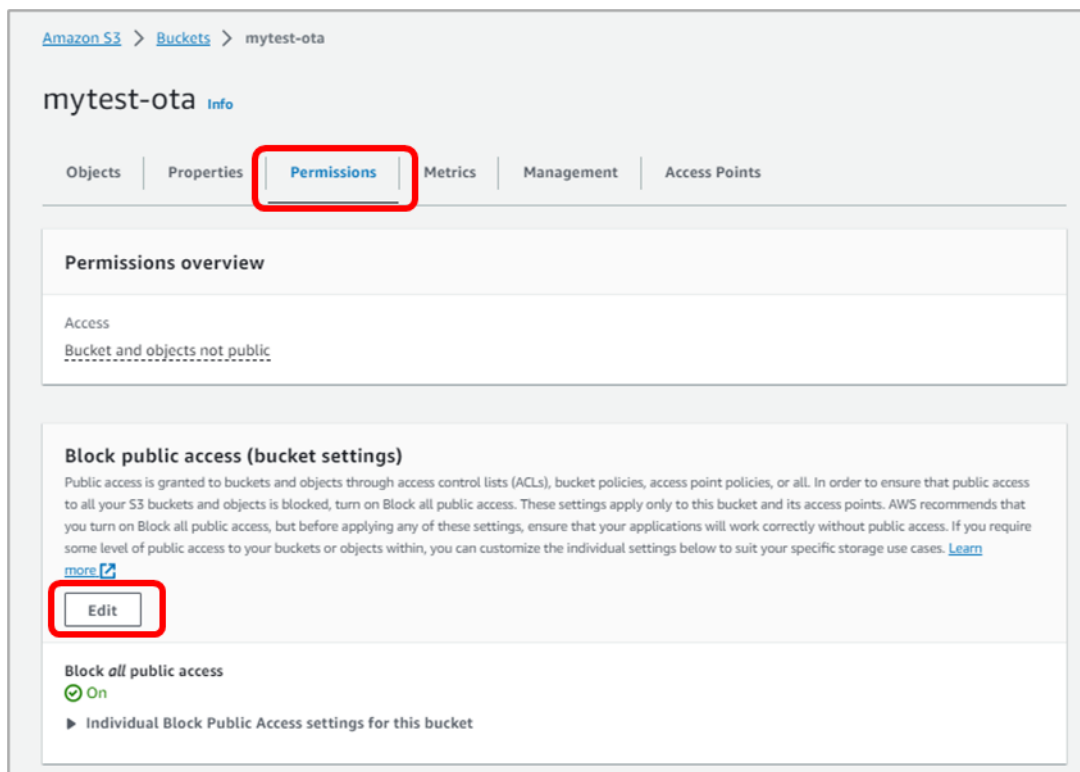 Amazon S3 > Buckets > mytest-ota
mytest-ota Info
Objects Properties Permissions Metrics Management Access Points
Permissions overview
Access
Bucket and objects not public
Block public access (bucket settings)
Public access is granted to buckets and objects through access control lists (ACLs), bucket policies, access point policies, or all. In order to ensure that public access
to all your S3 buckets and objects is blocked, turn on Block all public access. These settings apply only to this bucket and its access points. AWS recommends that
you turn on Block all public access, but before applying any of these settings, ensure that your applications will work correctly without public access. If you require
some level of public access to your buckets or objects within, you can customize the individual settings below to suit your specific storage use cases. Learn
more
Edit
Block all public access
On
Individual Block Public Access settings for this bucket